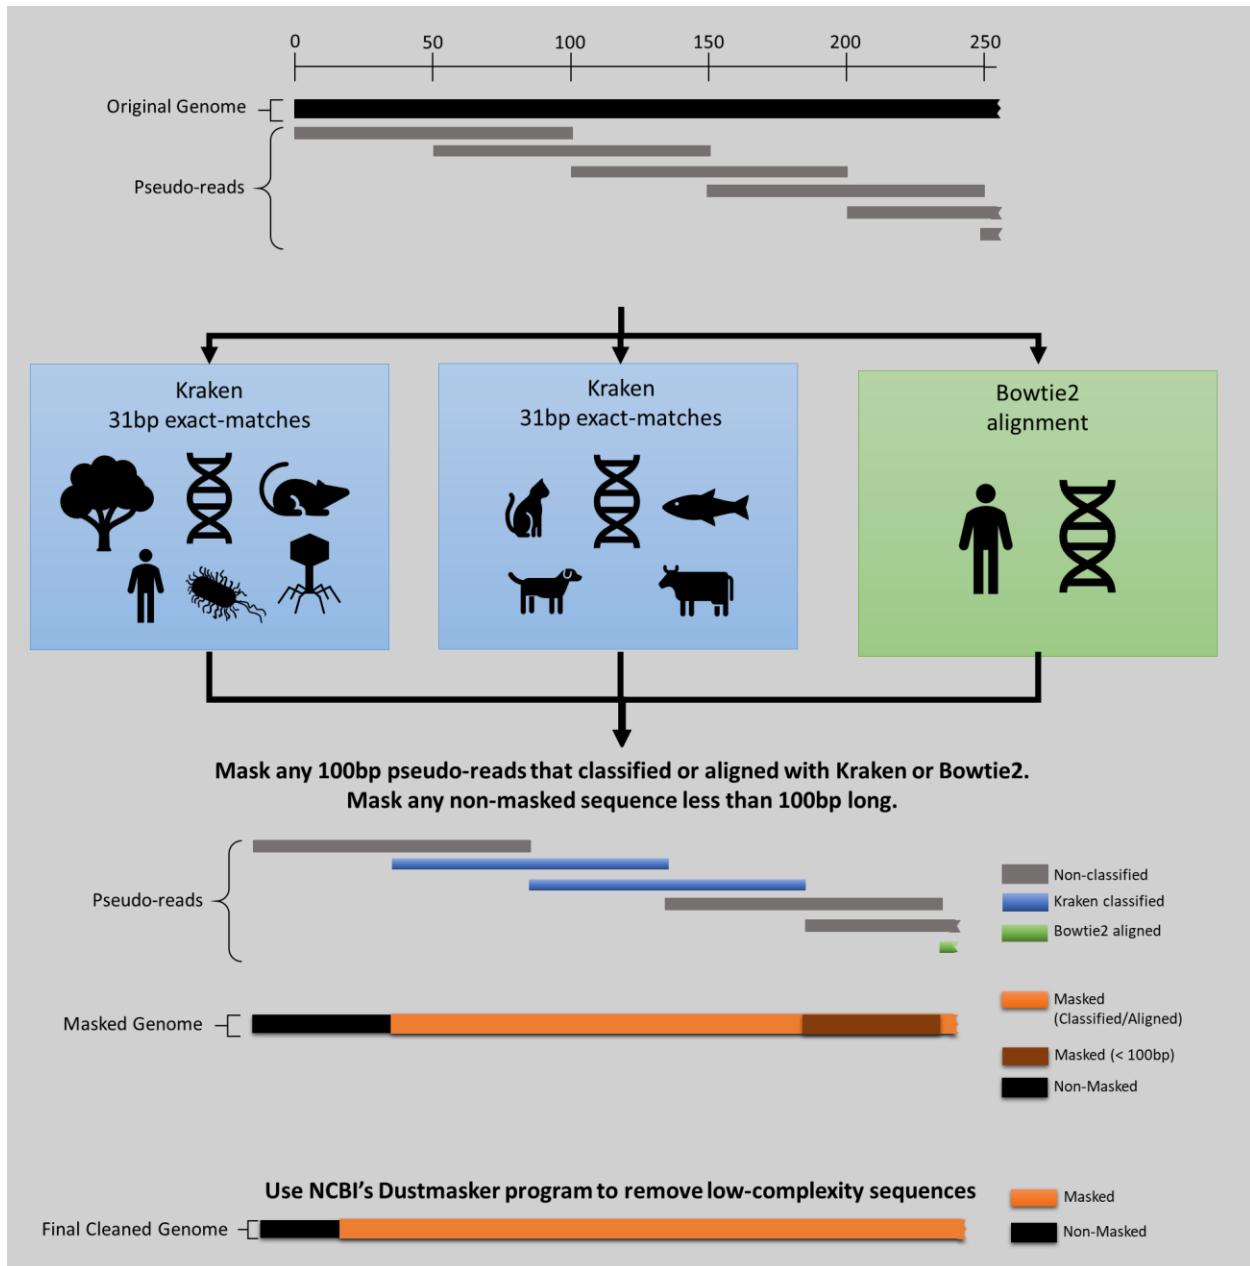 0 50 100 150 200 250
Original Genome
Pseudo-reads
Kraken
31bp exact-matches
Kraken
31bp exact-matches
Bowtie2
alignment
Mask any 100bp pseudo-reads that classified or aligned with Kraken or Bowtie2.
Mask any non-masked sequence less than 100bp long.
Pseudo-reads
Non-classified
Kraken classified
Bowtie2 aligned
Masked Genome
Masked
(Classified/Aligned)
Masked (< 100bp)
Non-Masked
Use NCBI’s Dustmasker program to remove low-complexity sequences
Final Cleaned Genome
Masked
Non-Masked